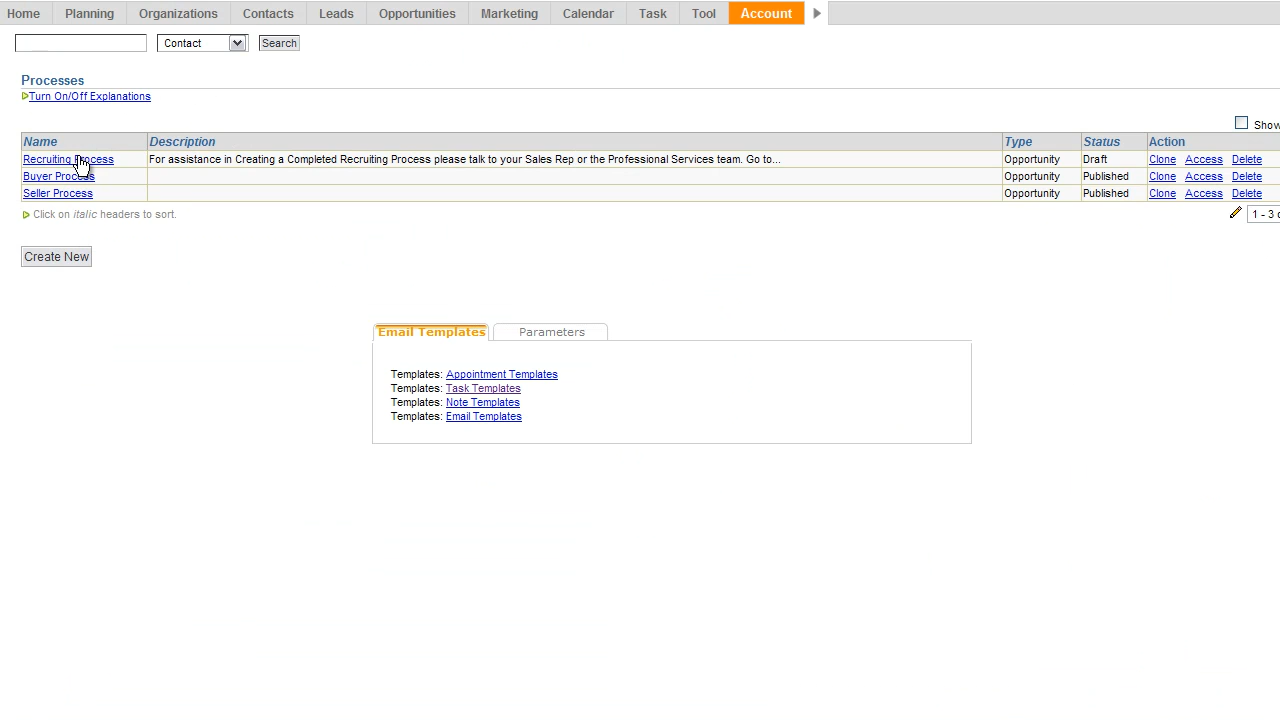 Home Planning Organizations Contacts Leads Opportunities Marketing Calendar Task Tool Account
Contact Search
Processes
Turn On/Off Explanations
Show
Name Description Type Status Action
Recruiting Process For assistance in Creating a Completed Recruiting Process please talk to your Sales Rep or the Professional Services team. Go to... Opportunity Draft Clone Access Delete
Buyer Process Opportunity Published Clone Access Delete
Seller Process Opportunity Published Clone Access Delete
Click on italic headers to sort. 1 - 3
Create New
Email Templates Parameters
Templates: Appointment Templates
Templates: Task Templates
Templates: Note Templates
Templates: Email Templates